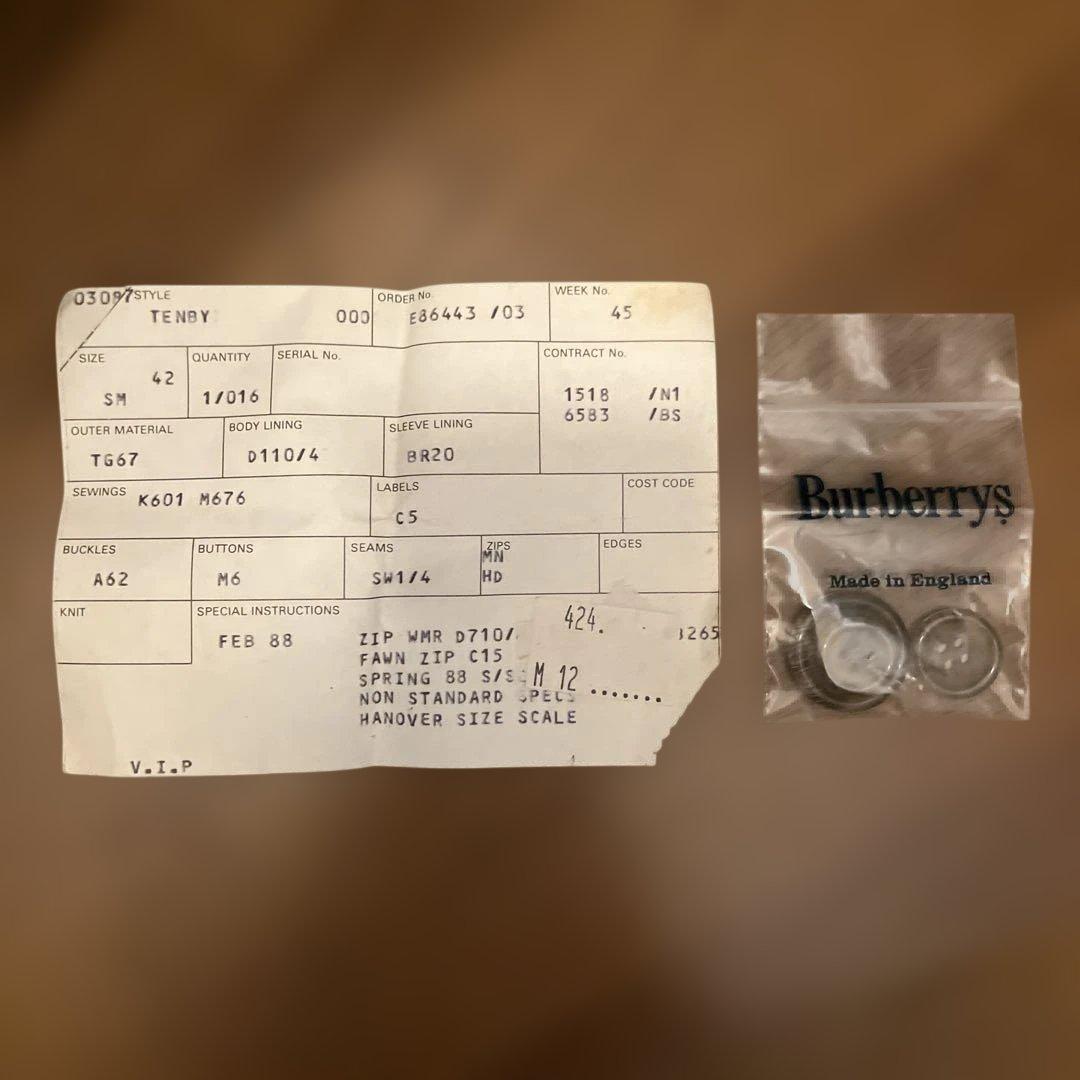 03097 STYLE
TENBY 000
ORDER No.
E86443 /03
WEEK No.
45
SIZE
42
SM
QUANTITY
1/016
SERIAL No.
CONTRACT No.
1518 /N1
6583 /BS
OUTER MATERIAL
TG67
BODY LINING
D110/4
SLEEVE LINING
BR20
SEWINGS K601 M676
LABELS
C5
COST CODE
BUCKLES
A62
BUTTONS
M6
SEAMS
SW1/4
ZIPS
MN
HD
EDGES
KNIT
SPECIAL INSTRUCTIONS
FEB 88
ZIP WMR D710/
424.
3265
FAWN ZIP C15
SPRING 88 S/S
M 12 .......
NON STANDARD SPECS
HANOVER SIZE SCALE
V.I.P
Burberrys
Made in England